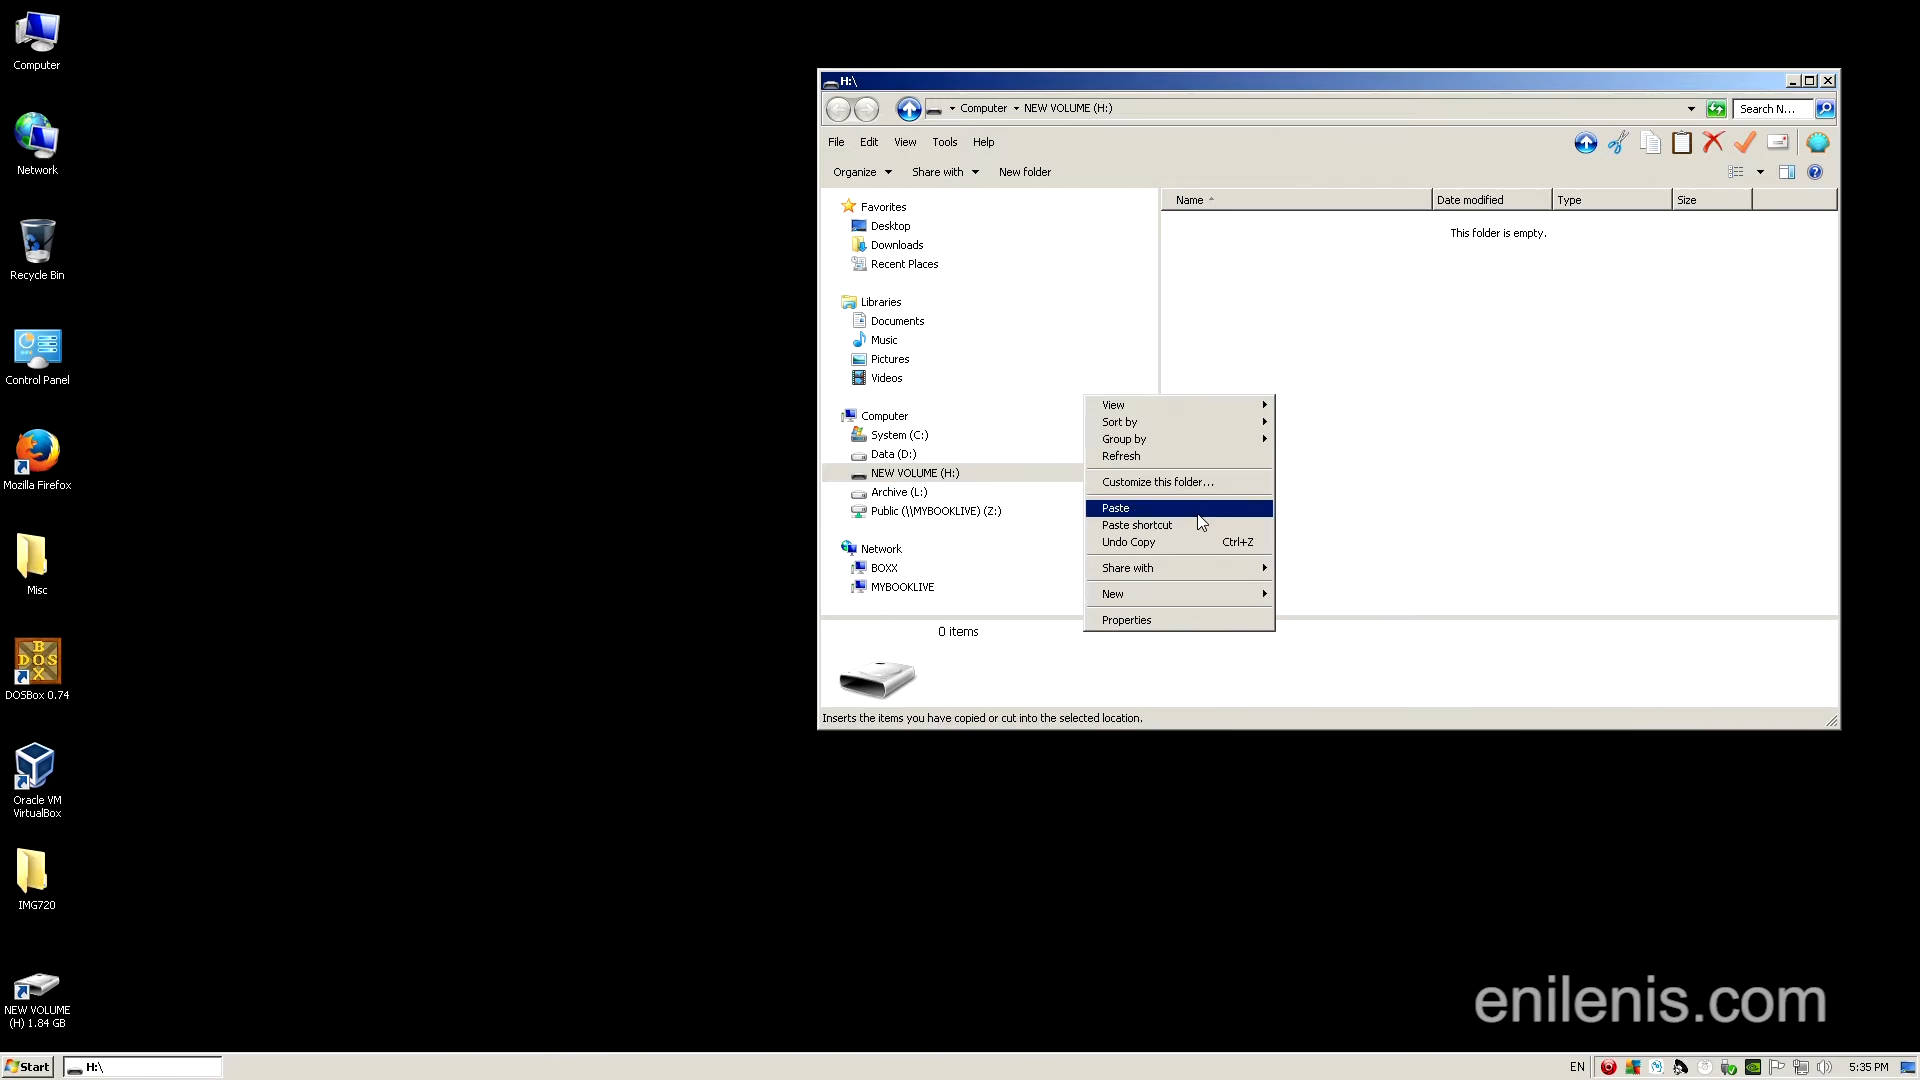 Computer
Network
Recycle Bin
Control Panel
Mozilla Firefox
Misc
DOSBox 0.74
Oracle VM
VirtualBox
IMG720
NEW VOLUME
(H) 1.84 GB
H:\
Computer NEW VOLUME (H:)
Search N...
File Edit View Tools Help
Organize Share with New folder
Favorites
Desktop
Downloads
Recent Places
Libraries
Documents
Music
Pictures
Videos
Computer
System (C:)
Data (D:)
NEW VOLUME (H:)
Archive (L:)
Public (\\MYBOOKLIVE) (Z:)
Network
BOXX
MYBOOKLIVE
Name Date modified Type Size
This folder is empty.
View
Sort by
Group by
Refresh
Customize this folder...
Paste
Paste shortcut
Undo Copy Ctrl+Z
Share with
New
Properties
0 items
Inserts the items you have copied or cut into the selected location.
enilenis.com
Start H:\ EN 5:35 PM